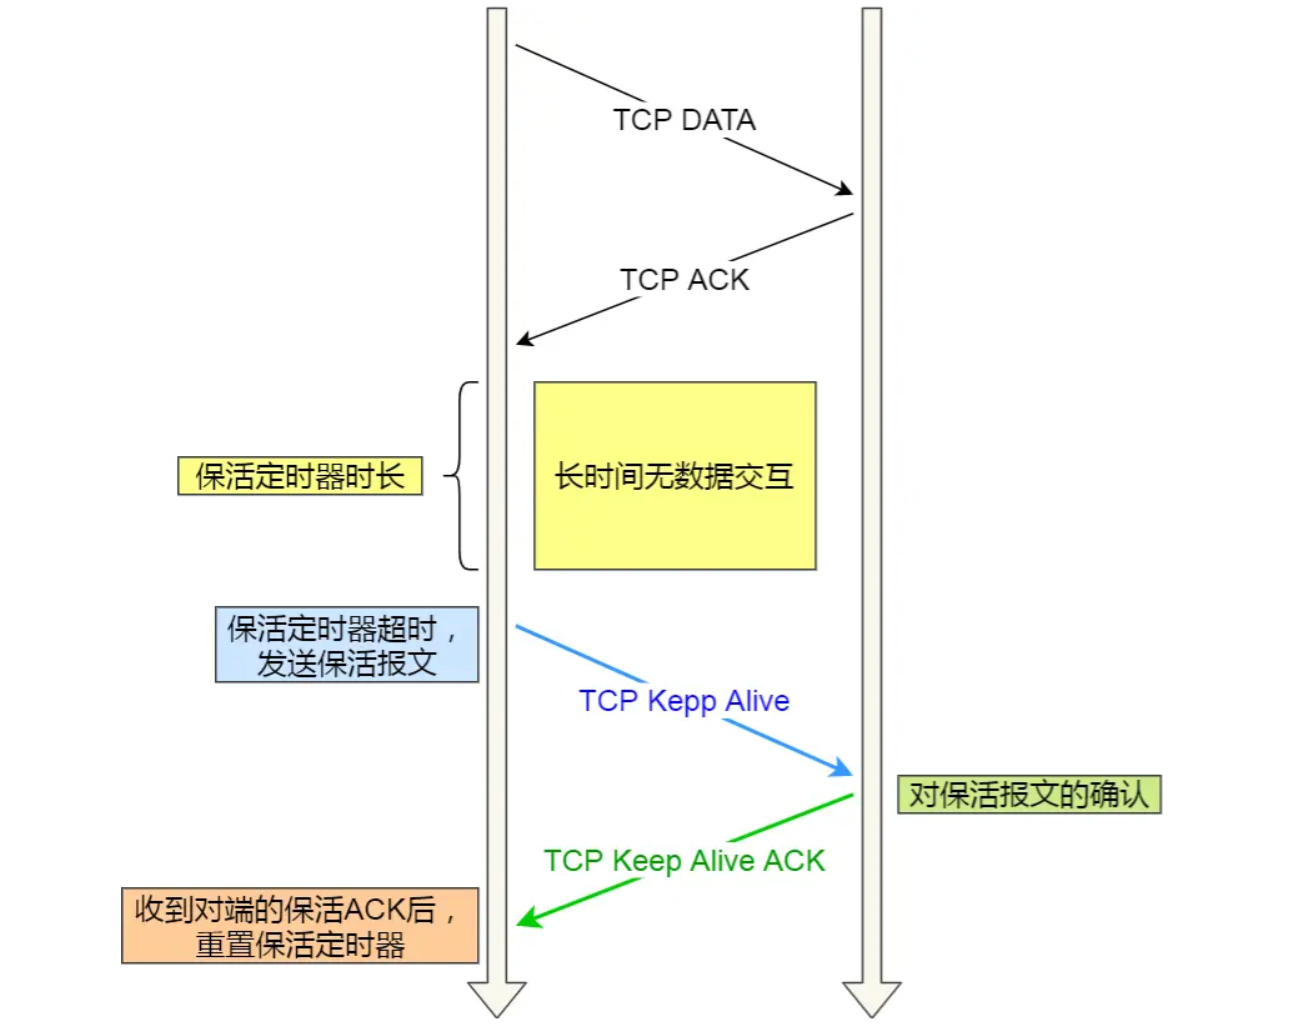 TCP DATA
TCP ACK
保活定时器时长
长时间无数据交互
保活定时器超时，
发送保活报文
TCP Kepp Alive
对保活报文的确认
TCP Keep Alive ACK
收到对端的保活ACK后，
重置保活定时器